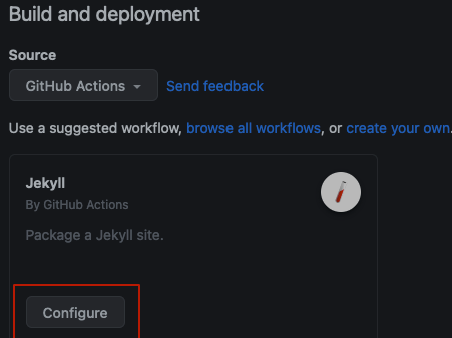 Build and deployment
Source
GitHub Actions Send feedback
Use a suggested workflow, browse all workflows, or create your own.
Jekyll
By GitHub Actions
Package a Jekyll site.
Configure